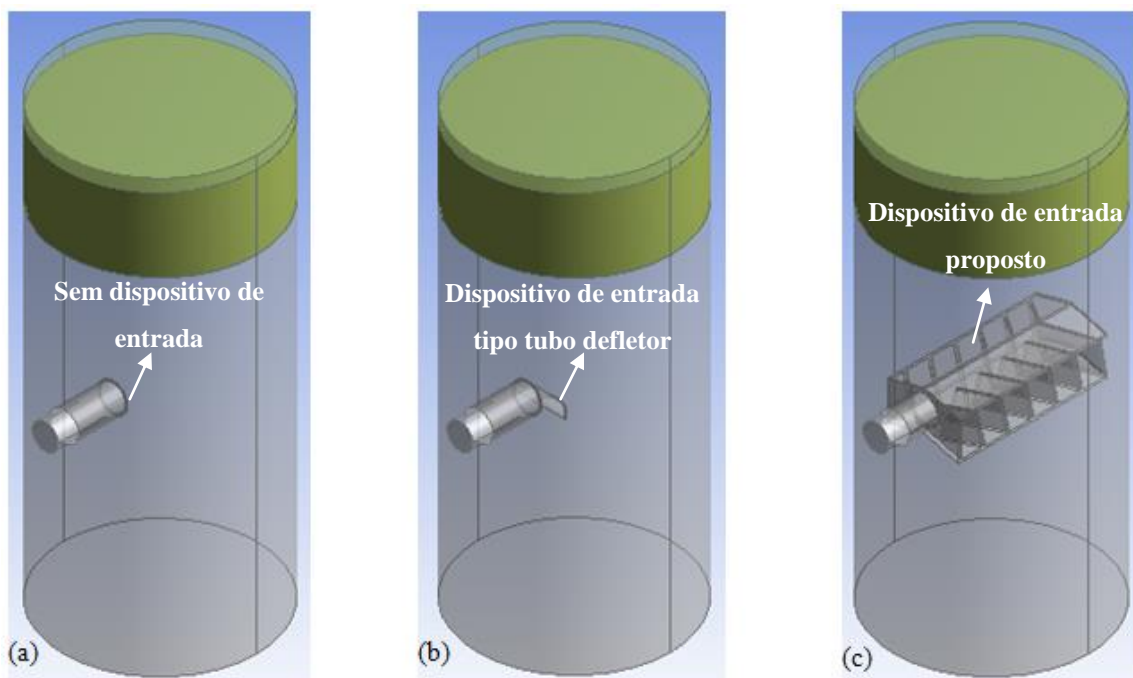 Sem dispositivo de
entrada
(a)
Dispositivo de entrada
tipo tubo defletor
(b)
Dispositivo de entrada
proposto
(c)